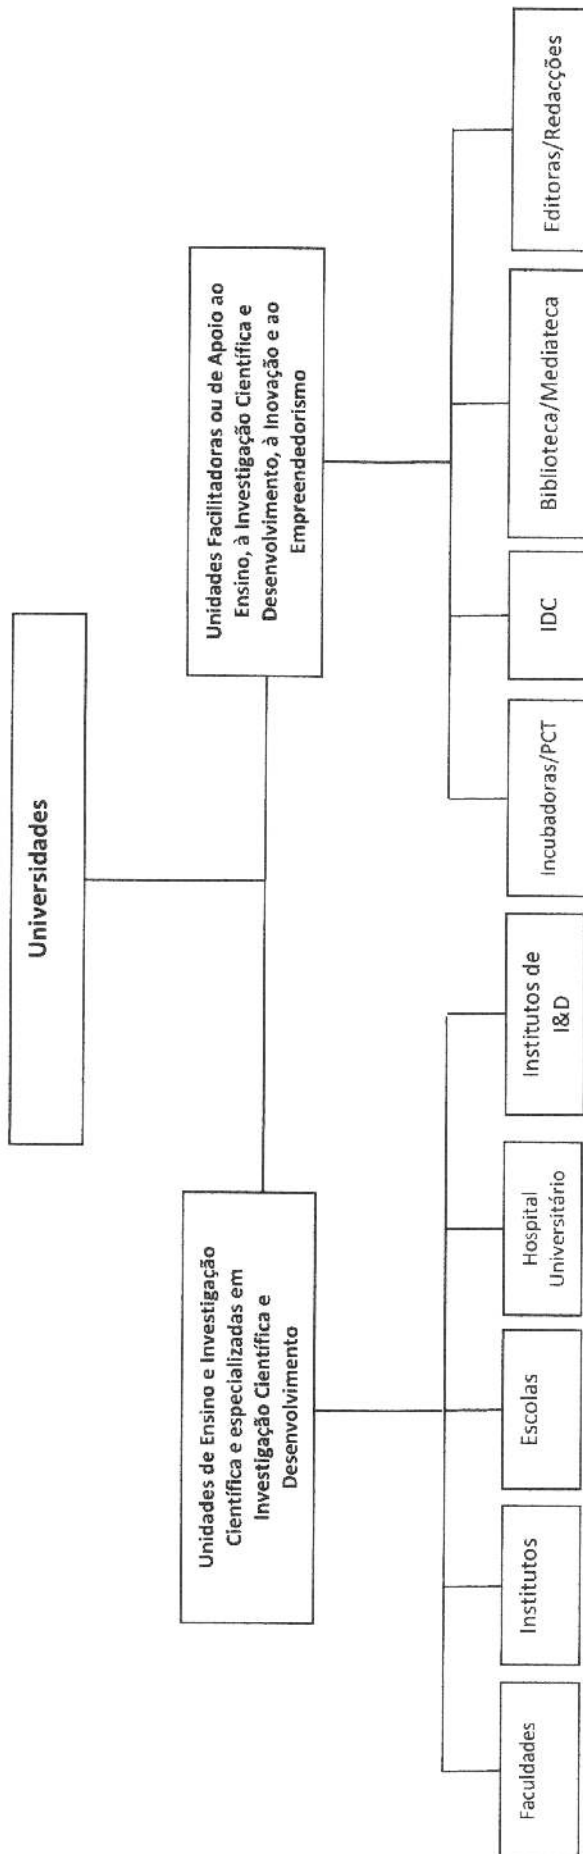 Universidades
Unidades de Ensino e Investigação
Científica e especializadas em
Investigação Científica e
Desenvolvimento
Unidades Facilitadoras ou de Apoio ao
Ensino, à Investigação Científica e
Desenvolvimento, à Inovação e ao
Empreendedorismo
Faculdades
Institutos
Escolas
Hospital
Universitário
Institutos de
I&D
Incubadoras/PCT
IDC
Biblioteca/Mediateca
Editoras/Redacções